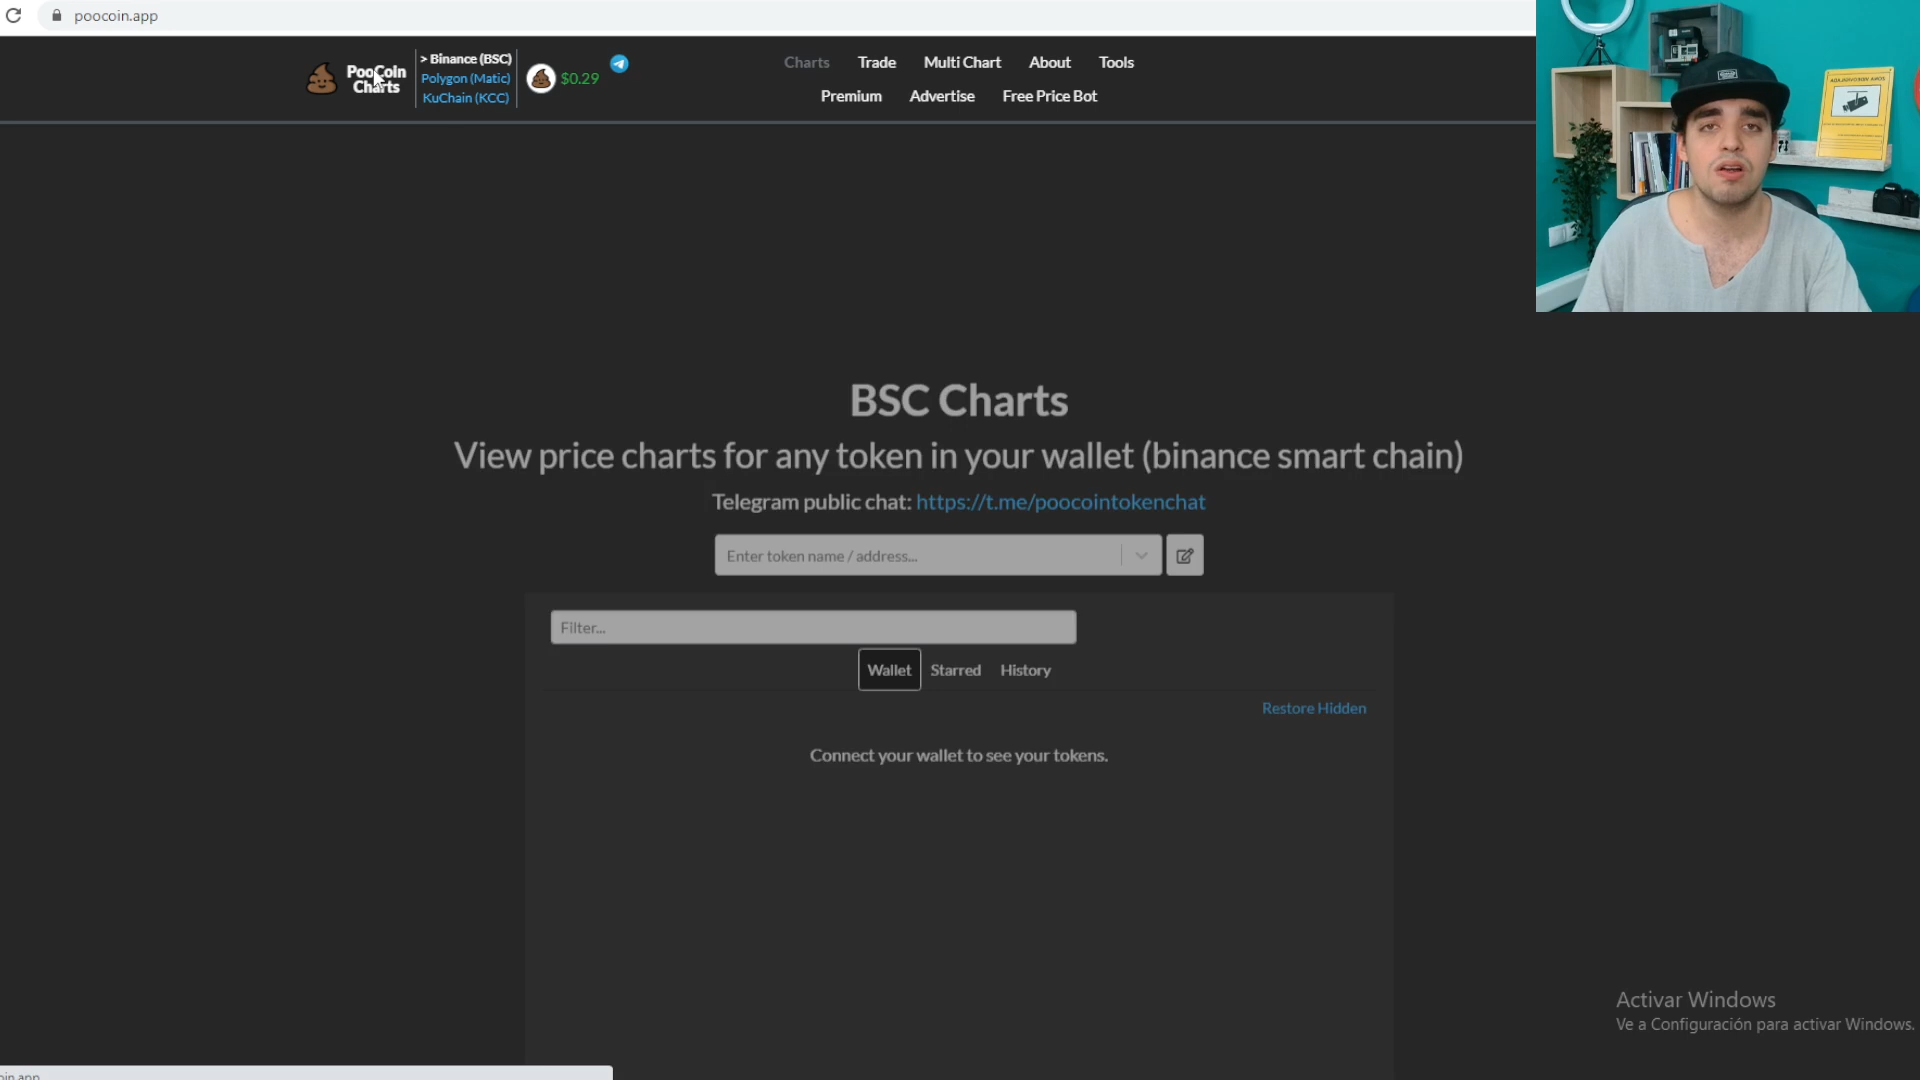 poocoin.app
PooCoin
Charts
> Binance (BSC)
Polygon (Matic)
KuChain (KCC)
$0.29
Charts Trade Multi Chart About Tools
Premium Advertise Free Price Bot
BSC Charts
View price charts for any token in your wallet (binance smart chain)
Telegram public chat: https://t.me/poocointokenchat
Enter token name / address...
Filter...
Wallet Starred History
Restore Hidden
Connect your wallet to see your tokens.
Activar Windows
Ve a Configuración para activar Windows.